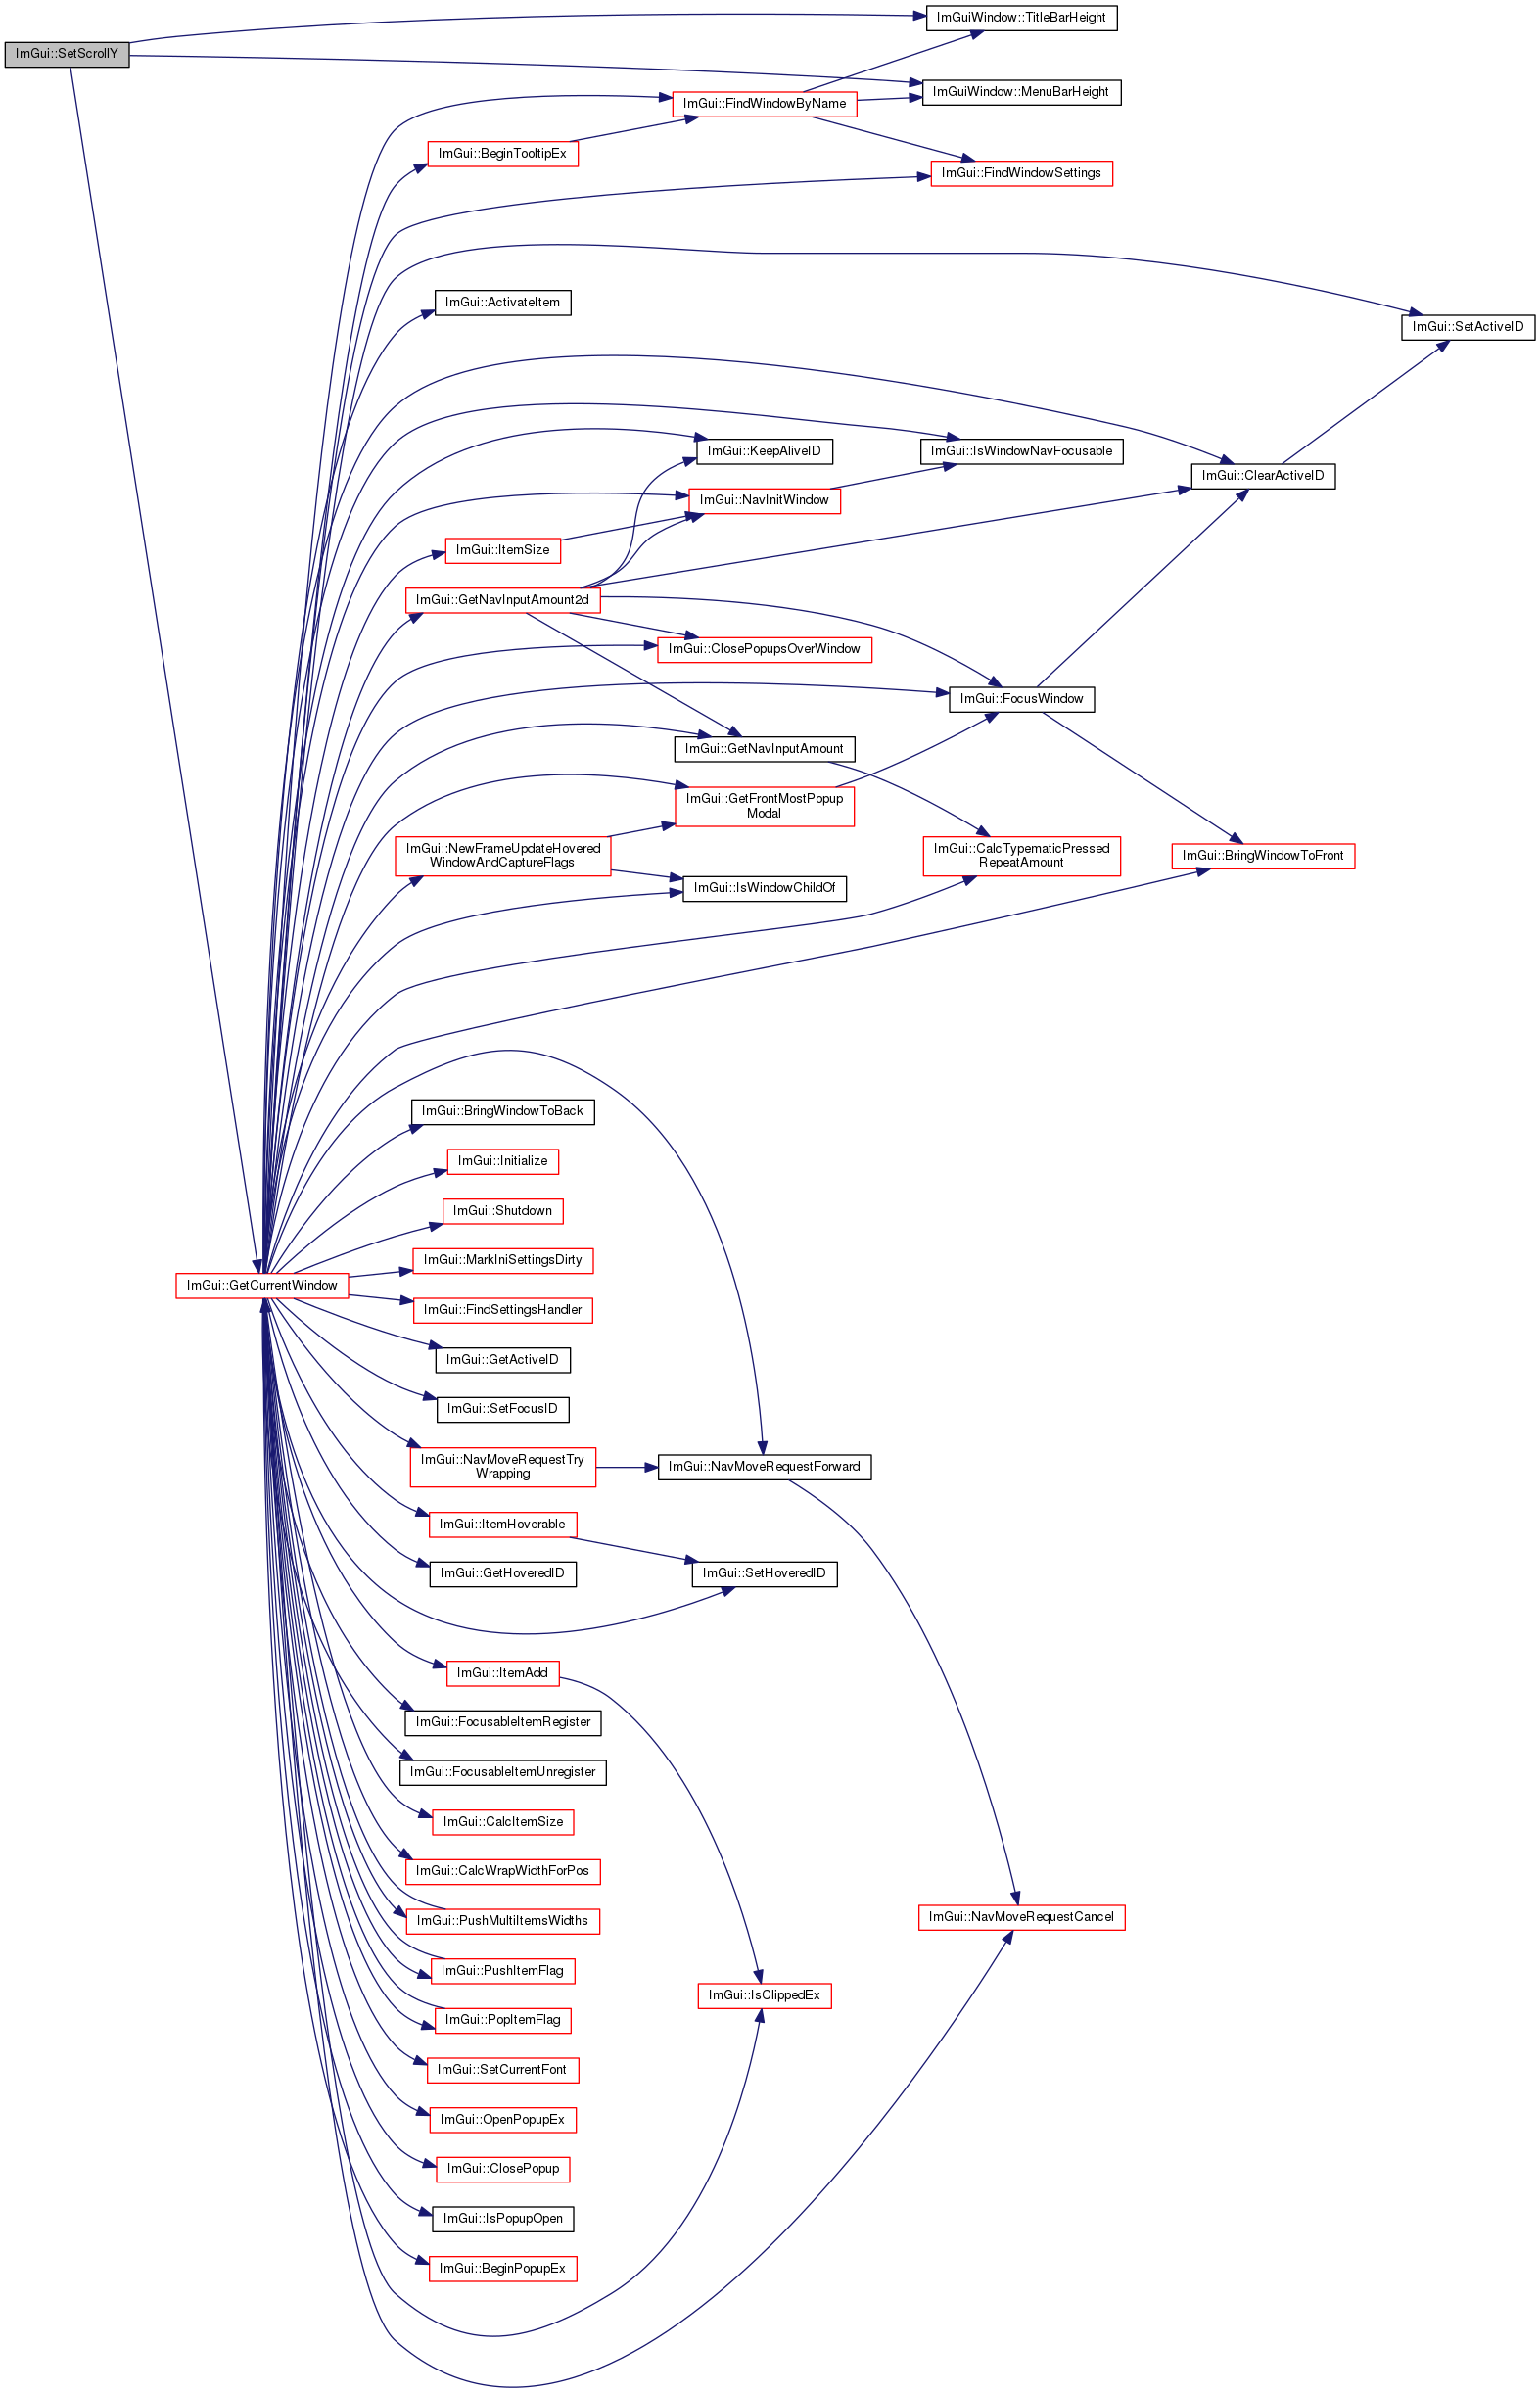 ImGuiWindow::TitleBarHeight
ImGui::SetScrollY
ImGuiWindow::MenuBarHeight
ImGui::FindWindowByName
ImGui::BeginTooltipEx
ImGui::FindWindowSettings
ImGui::ActivateItem
ImGui::SetActiveID
ImGui::KeepAliveID
ImGui::IsWindowNavFocusable
ImGui::ClearActiveID
ImGui::NavInitWindow
ImGui::ItemSize
ImGui::GetNavInputAmount2d
ImGui::ClosePopupsOverWindow
ImGui::FocusWindow
ImGui::GetNavInputAmount
ImGui::GetFrontMostPopup
Modal
ImGui::NewFrameUpdateHovered
WindowAndCaptureFlags
ImGui::CalcTypematicPressed
RepeatAmount
ImGui::BringWindowToFront
ImGui::IsWindowChildOf
ImGui::BringWindowToBack
ImGui::Initialize
ImGui::Shutdown
ImGui::MarkIniSettingsDirty
ImGui::GetCurrentWindow
ImGui::FindSettingsHandler
ImGui::GetActiveID
ImGui::SetFocusID
ImGui::NavMoveRequestTry
Wrapping
ImGui::NavMoveRequestForward
ImGui::ItemHoverable
ImGui::GetHoveredID
ImGui::SetHoveredID
ImGui::ItemAdd
ImGui::FocusableItemRegister
ImGui::FocusableItemUnregister
ImGui::CalcItemSize
ImGui::CalcWrapWidthForPos
ImGui::PushMultiItemsWidths
ImGui::NavMoveRequestCancel
ImGui::PushItemFlag
ImGui::IsClippedEx
ImGui::PopItemFlag
ImGui::SetCurrentFont
ImGui::OpenPopupEx
ImGui::ClosePopup
ImGui::IsPopupOpen
ImGui::BeginPopupEx